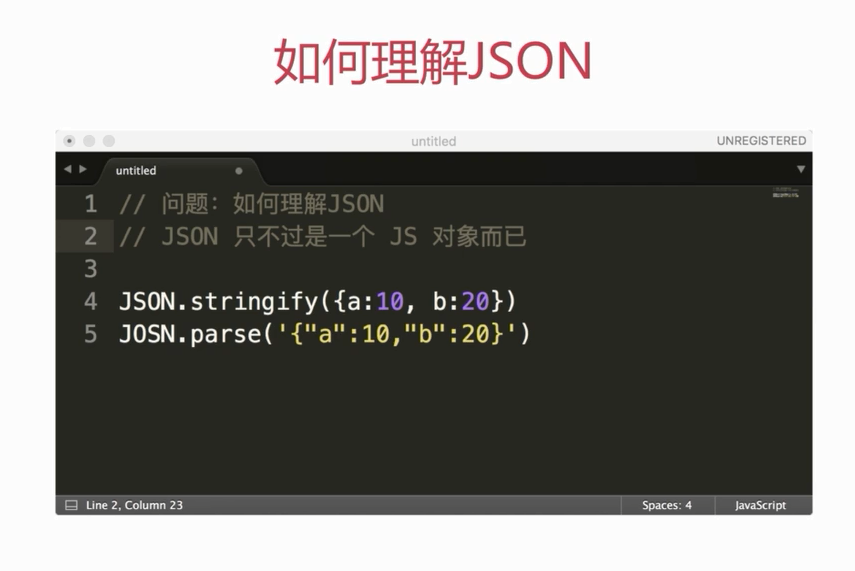 如何理解JSON
untitled
UNREGISTERED
untitled
1 // 问题：如何理解JSON
2 // JSON 只不过是一个 JS 对象而已
3
4 JSON.stringify({a:10, b:20})
5 JOSN.parse('{"a":10,"b":20}')
Line 2, Column 23
Spaces: 4
JavaScript